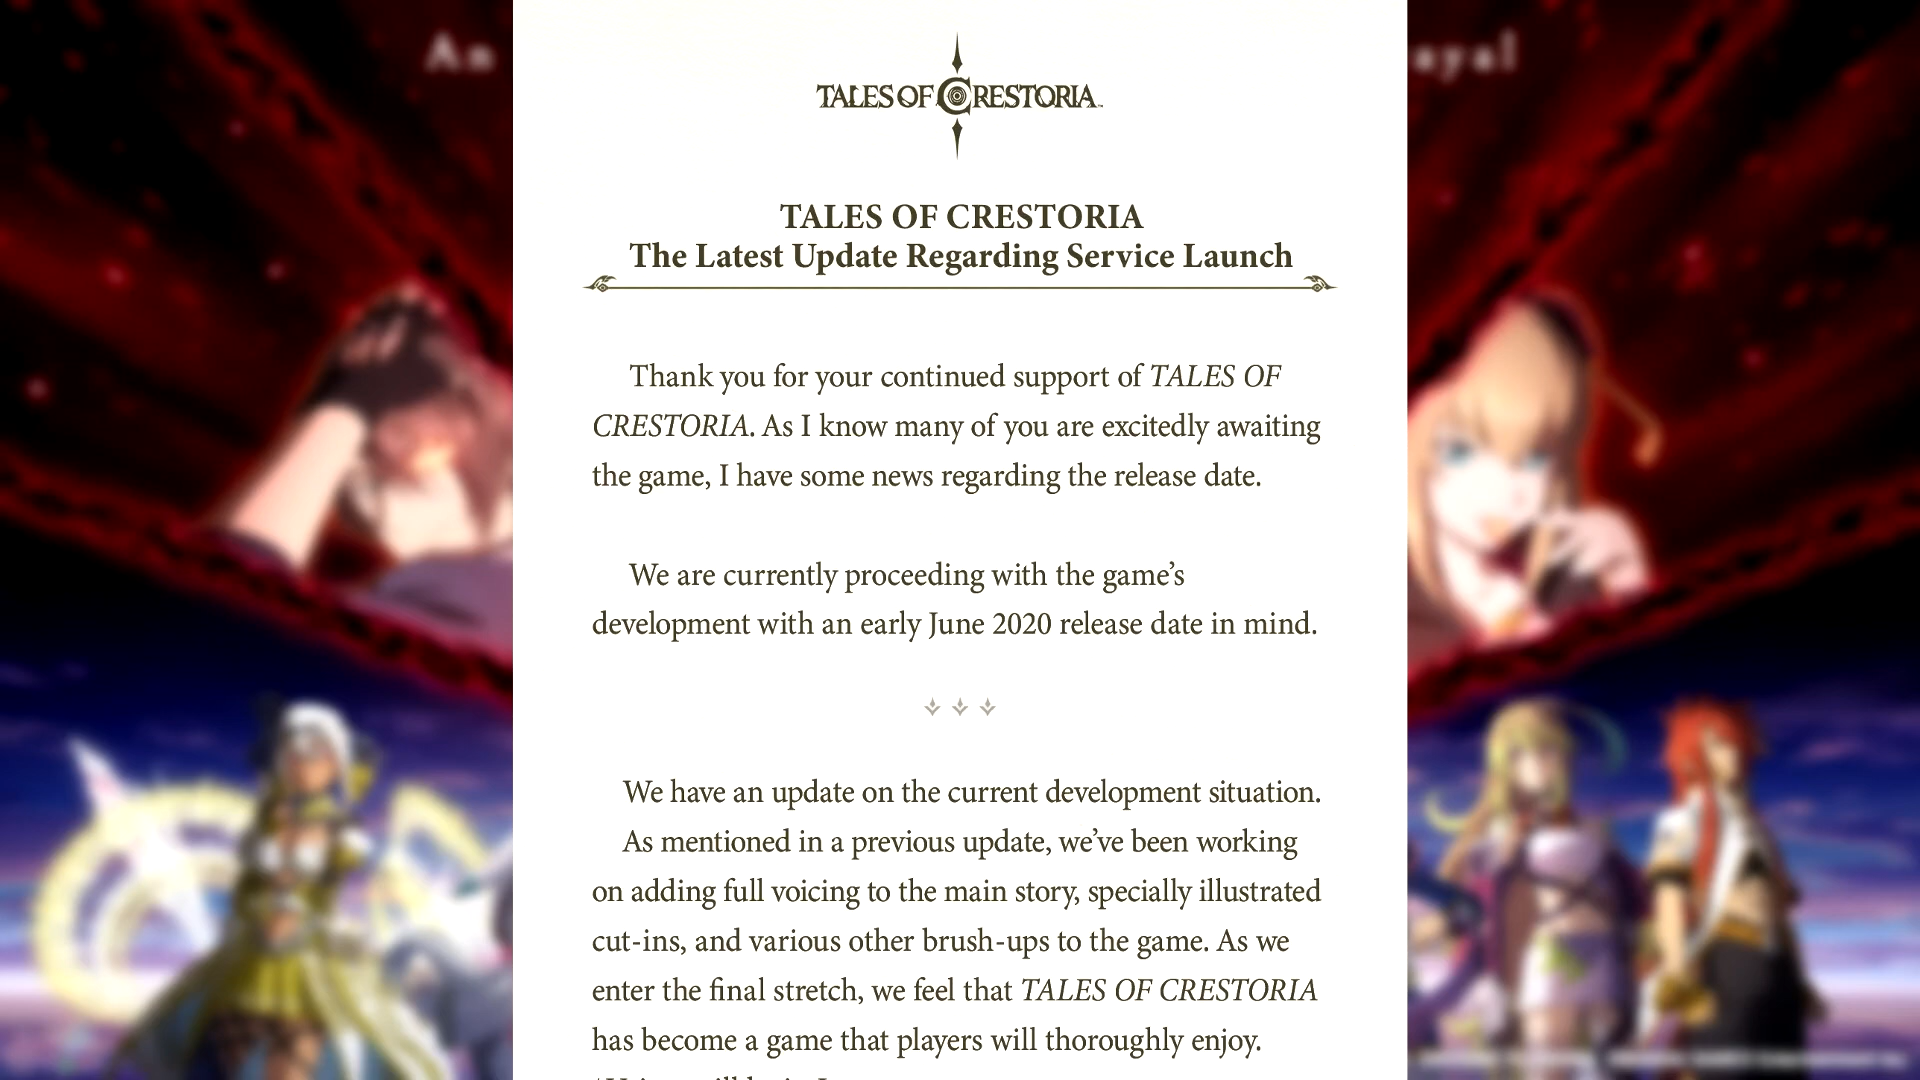 An
ayal
TALES OF CRESTORIA
TALES OF CRESTORIA
The Latest Update Regarding Service Launch
Thank you for your continued support of TALES OF
CRESTORIA. As I know many of you are excitedly awaiting
the game, I have some news regarding the release date.
We are currently proceeding with the game’s
development with an early June 2020 release date in mind.
We have an update on the current development situation.
As mentioned in a previous update, we’ve been working
on adding full voicing to the main story, specially illustrated
cut-ins, and various other brush-ups to the game. As we
enter the final stretch, we feel that TALES OF CRESTORIA
has become a game that players will thoroughly enjoy.